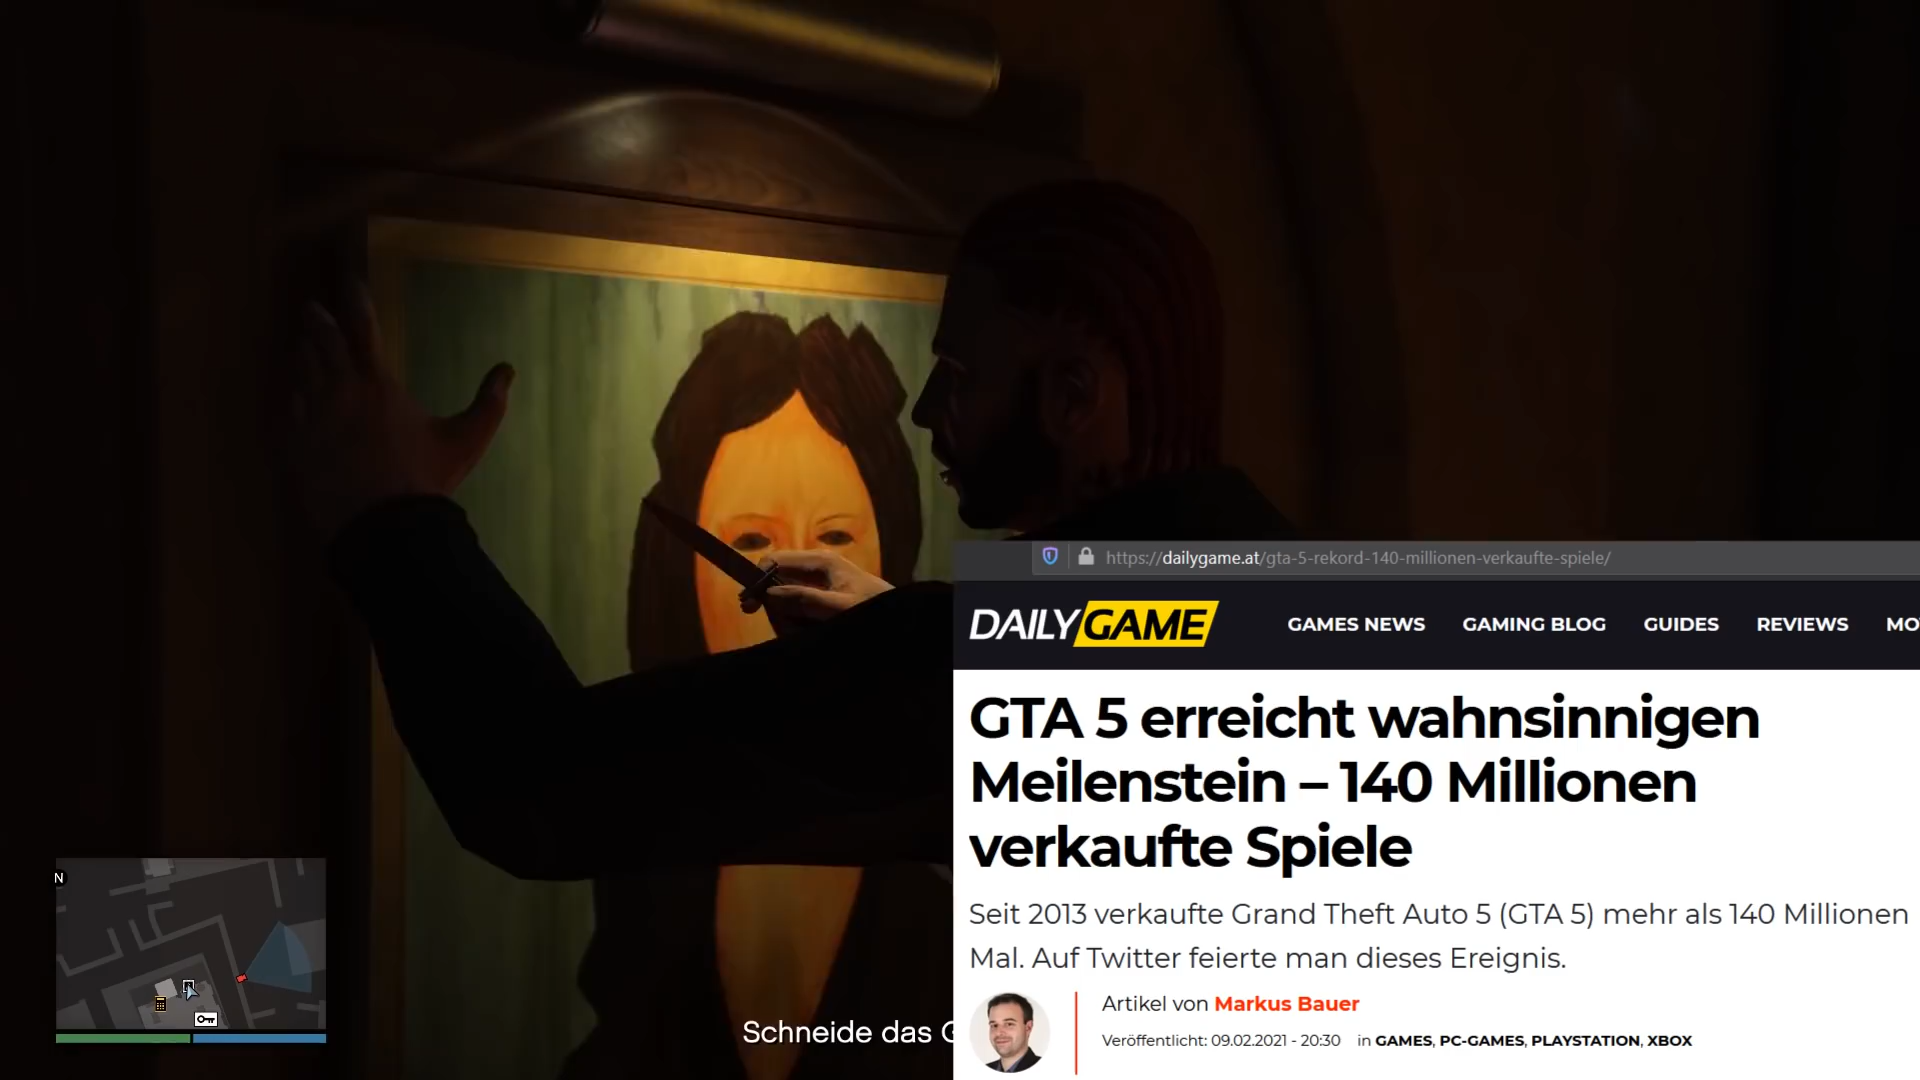 https://dailygame.at/gta-5-rekord-140-millionen-verkaufte-spiele/
DAILY GAME GAMES NEWS GAMING BLOG GUIDES REVIEWS
GTA 5 erreicht wahnsinnigen
Meilenstein – 140 Millionen
verkaufte Spiele
Seit 2013 verkaufte Grand Theft Auto 5 (GTA 5) mehr als 140 Millionen
Mal. Auf Twitter feierte man dieses Ereignis.
Artikel von Markus Bauer
Veröffentlicht: 09.02.2021 - 20:30 in GAMES, PC-GAMES, PLAYSTATION, XBOX
N
Schneide das